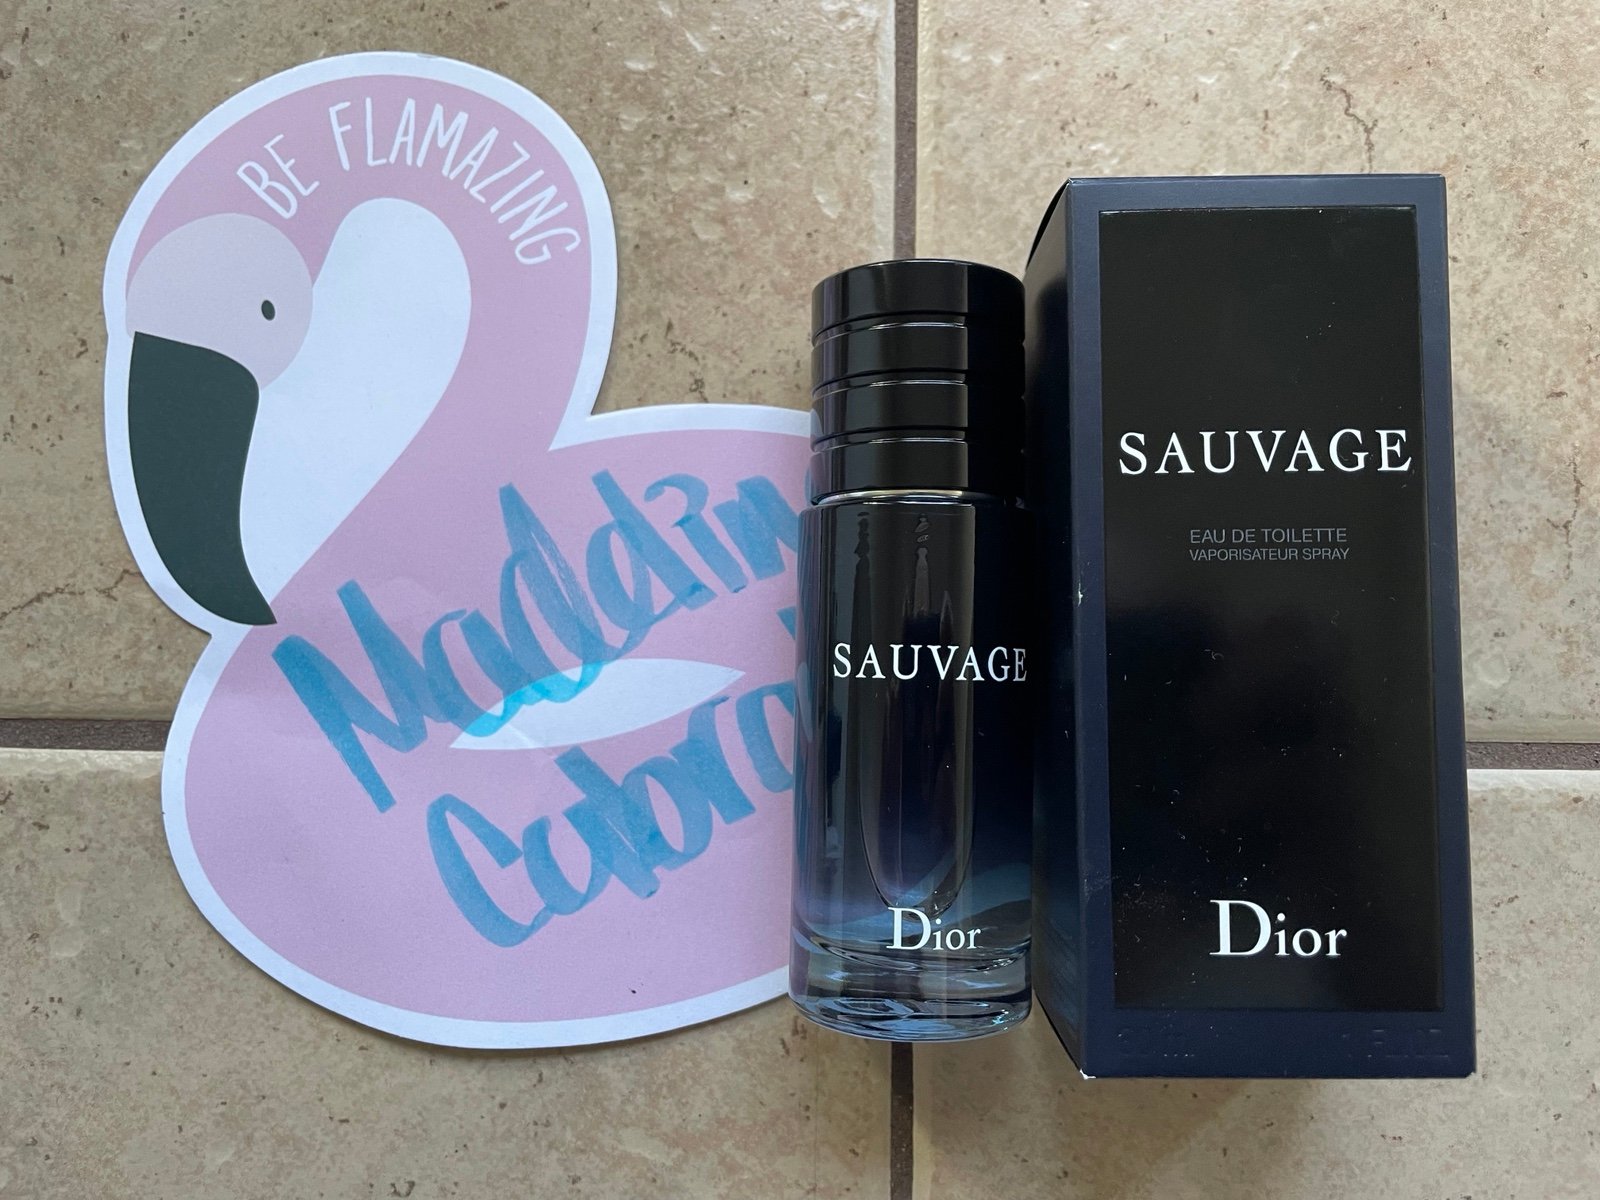 BE FLAMAZING
SAUVAGE
Dior
SAUVAGE
EAU DE TOILETTE
VAPORISATEUR SPRAY
Dior